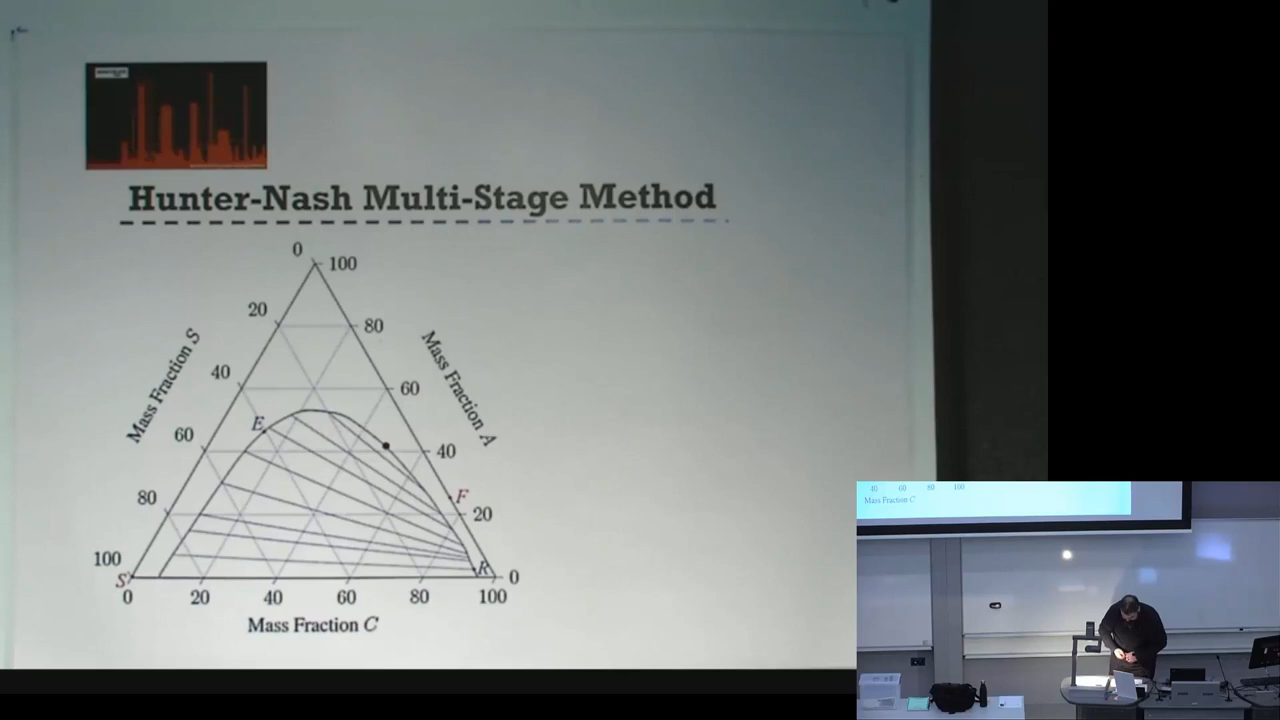 Hunter-Nash Multi-Stage Method
0
100
20
80
Mass Fraction S
Mass Fraction A
40
60
E
60
40
80
F
20
100
S
R
0
0 20 40 60 80 100
Mass Fraction C
40 60 80 100
Mass Fraction C